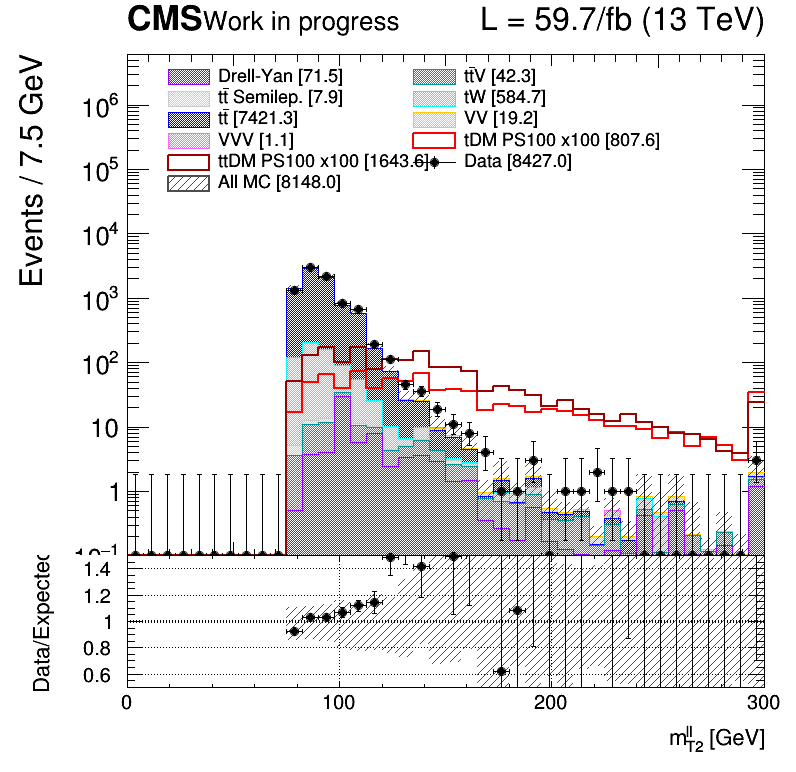 CMS Work in progress L = 59.7/fb (13 TeV)
Events / 7.5 GeV
Drell-Yan [71.5] tt̄V [42.3]
tt̄ Semilep. [7.9] tW [584.7]
tt̄ [7421.3] VV [19.2]
VVV [1.1] tDM PS100 x100 [807.6]
ttDM PS100 x100 [1643.6] Data [8427.0]
All MC [8148.0]
10⁶
10⁵
10⁴
10³
10²
10
1
10⁻¹
Data/Expected
1.4
1.2
1
0.8
0.6
0 100 200 300
m_T2^ll [GeV]